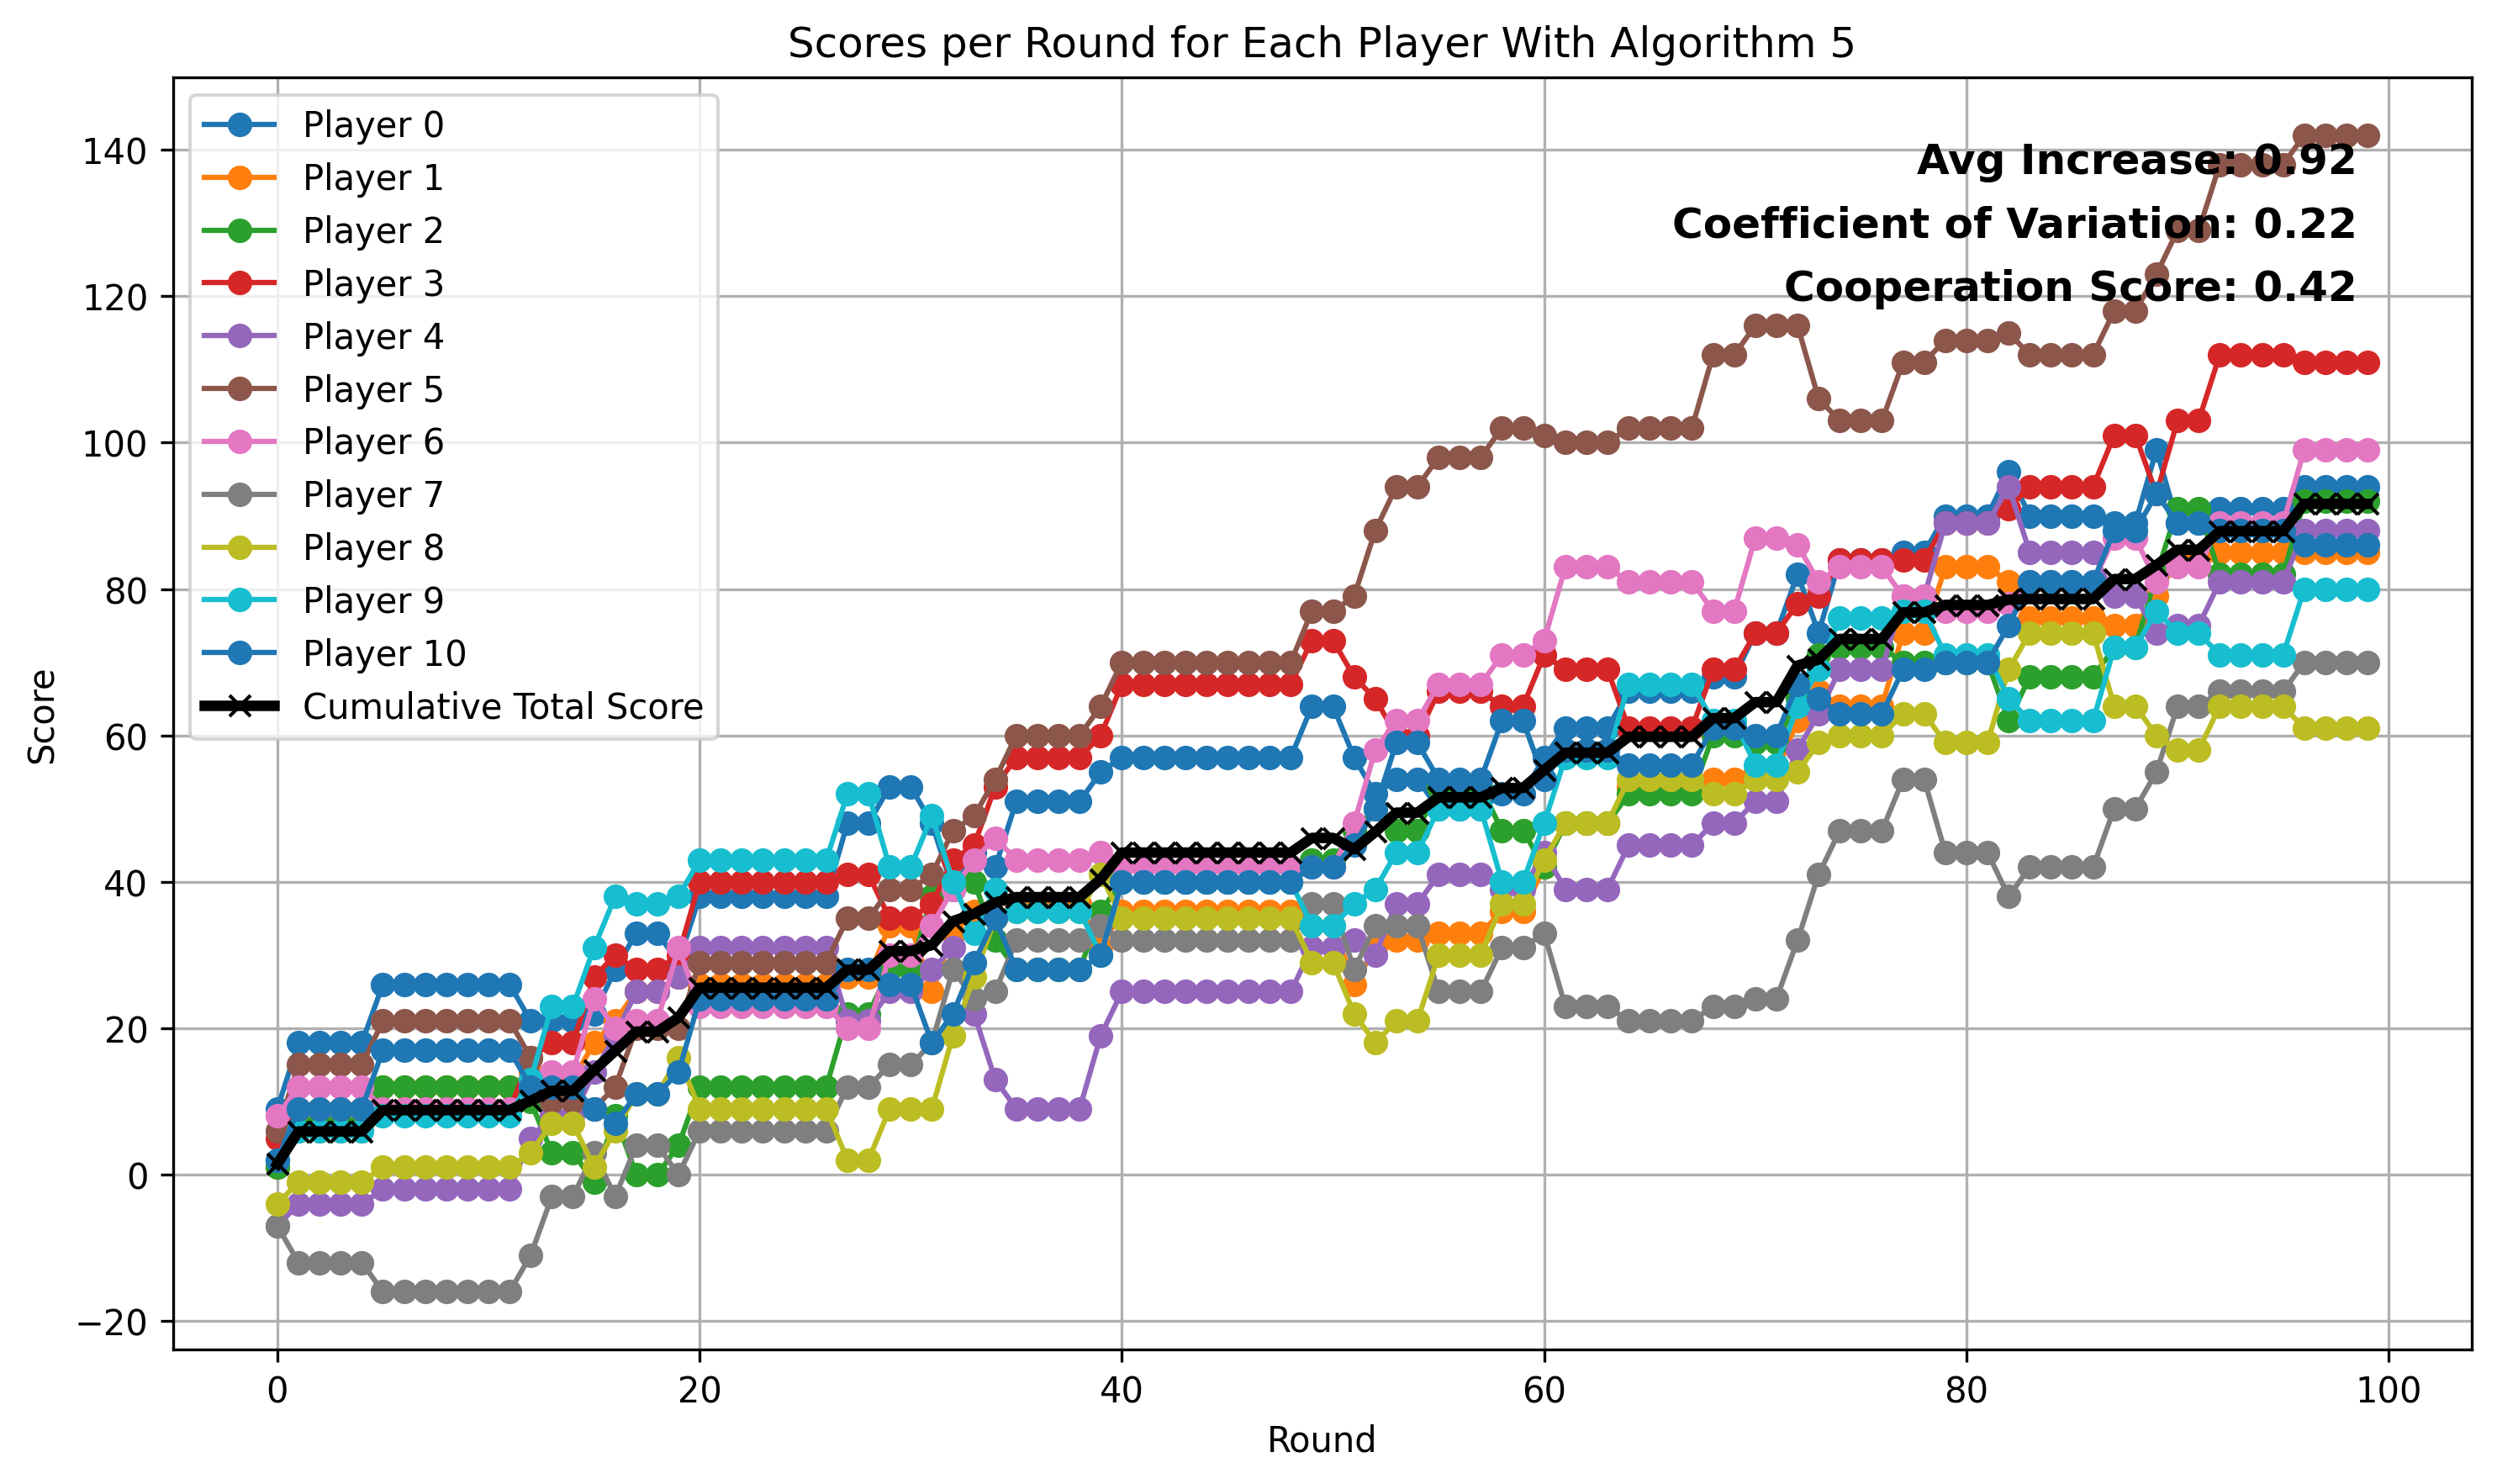 Scores per Round for Each Player With Algorithm 5
Player 0
Player 1
Player 2
Player 3
Player 4
Player 5
Player 6
Player 7
Player 8
Player 9
Player 10
Cumulative Total Score
Avg Increase: 0.92
Coefficient of Variation: 0.22
Cooperation Score: 0.42
Score
140
120
100
80
60
40
20
0
−20
0
20
40
60
80
100
Round